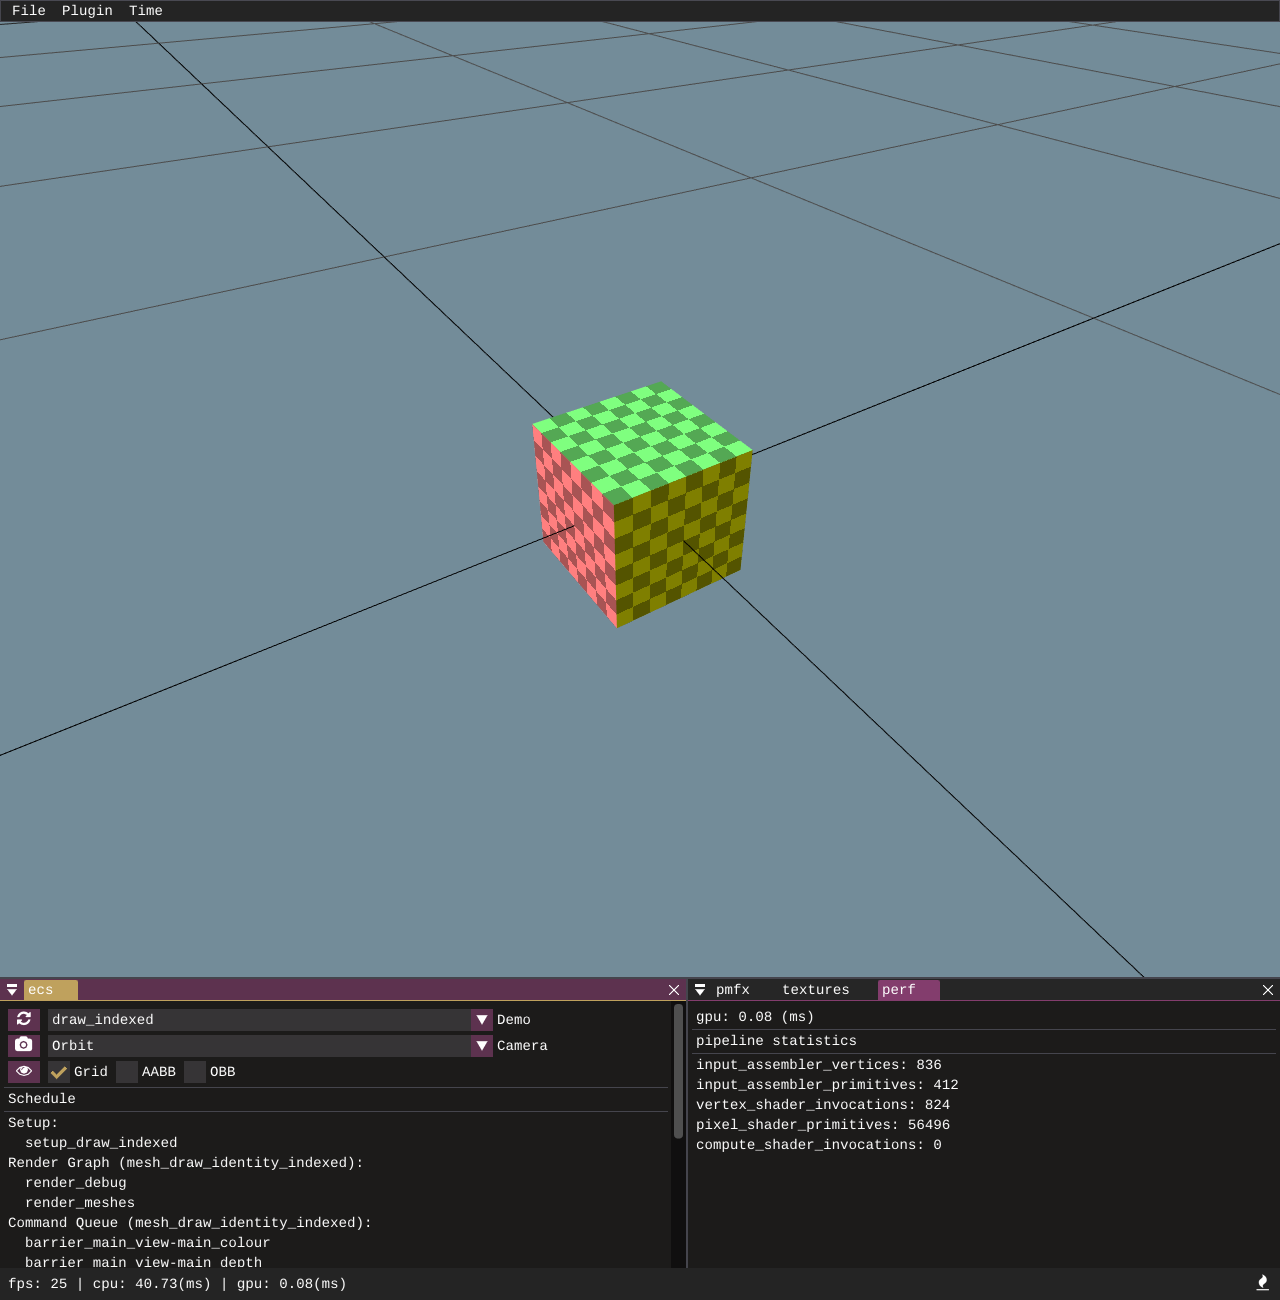 File Plugin Time
ecs
draw_indexed Demo
Orbit Camera
Grid AABB OBB
Schedule
Setup:
setup_draw_indexed
Render Graph (mesh_draw_identity_indexed):
render_debug
render_meshes
Command Queue (mesh_draw_identity_indexed):
barrier_main_view-main_colour
barrier_main_view-main_depth
pmfx textures perf
gpu: 0.08 (ms)
pipeline statistics
input_assembler_vertices: 836
input_assembler_primitives: 412
vertex_shader_invocations: 824
pixel_shader_primitives: 56496
compute_shader_invocations: 0
fps: 25 | cpu: 40.73(ms) | gpu: 0.08(ms)